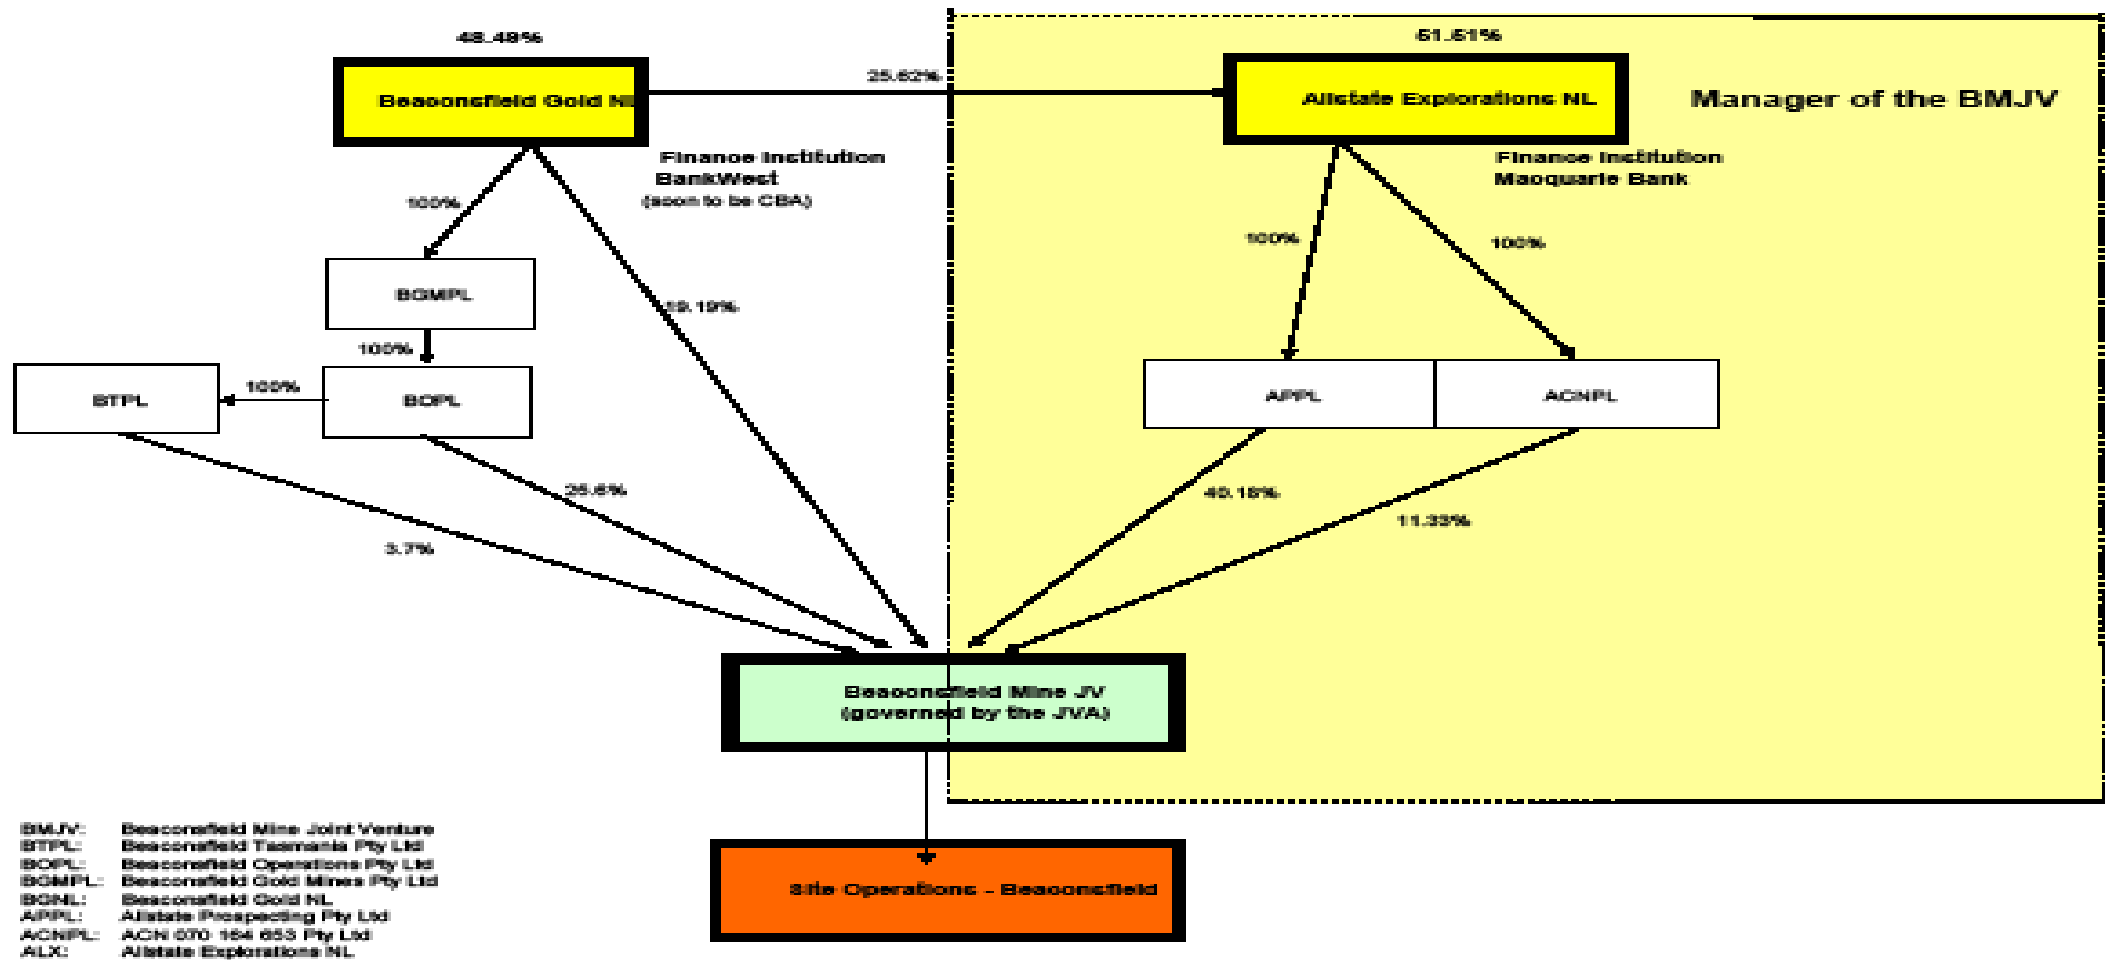 48.49%
51.51%
Beaconsfield Gold NL
25.62%
Allstate Explorations NL
Manager of the BMJV
Finance Institution
BankWest
(soon to be CBA)
Finance Institution
Macquarie Bank
100%
100%
100%
BGMPL
19.19%
100%
BTPL
100%
BOPL
APPL
ACNPL
25.6%
40.18%
11.33%
3.7%
Beaconsfield Mine JV
(governed by the JVA)
Site Operations - Beaconsfield
BMJV: Beaconsfield Mine Joint Venture
BTPL: Beaconsfield Tasmania Pty Ltd
BOPL: Beaconsfield Operations Pty Ltd
BGMPL: Beaconsfield Gold Mines Pty Ltd
BGNL: Beaconsfield Gold NL
APPL: Allstate Prospecting Pty Ltd
ACNPL: ACN 070 164 653 Pty Ltd
ALX: Allstate Explorations NL